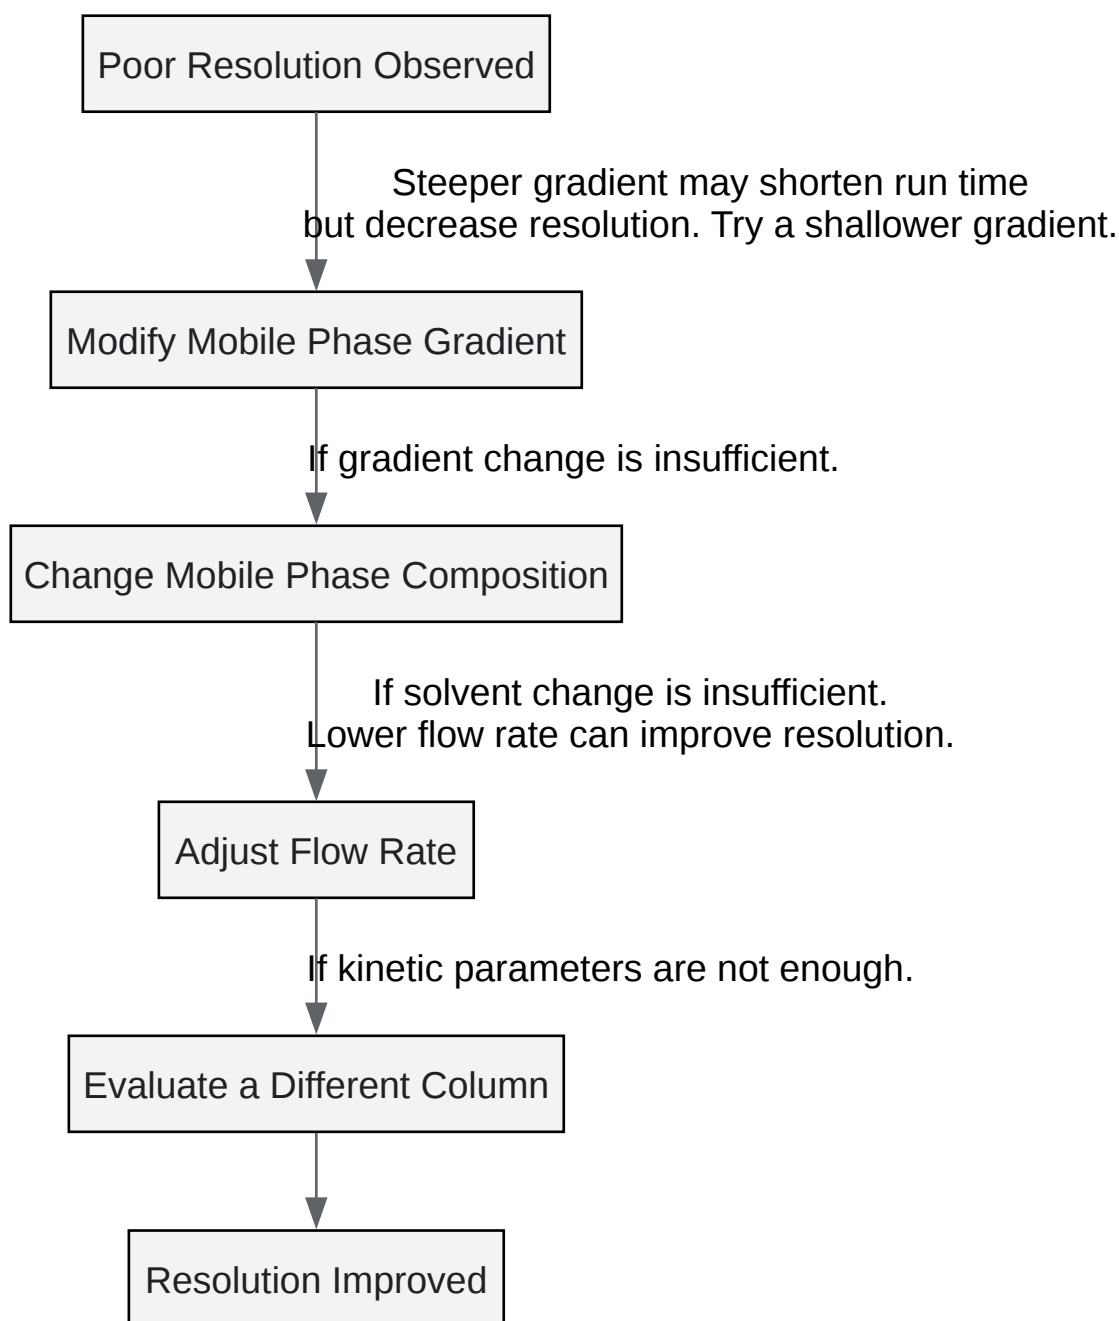 Poor Resolution Observed
Steeper gradient may shorten run time
but decrease resolution. Try a shallower gradient.
Modify Mobile Phase Gradient
If gradient change is insufficient.
Change Mobile Phase Composition
If solvent change is insufficient.
Lower flow rate can improve resolution.
Adjust Flow Rate
If kinetic parameters are not enough.
Evaluate a Different Column
Resolution Improved